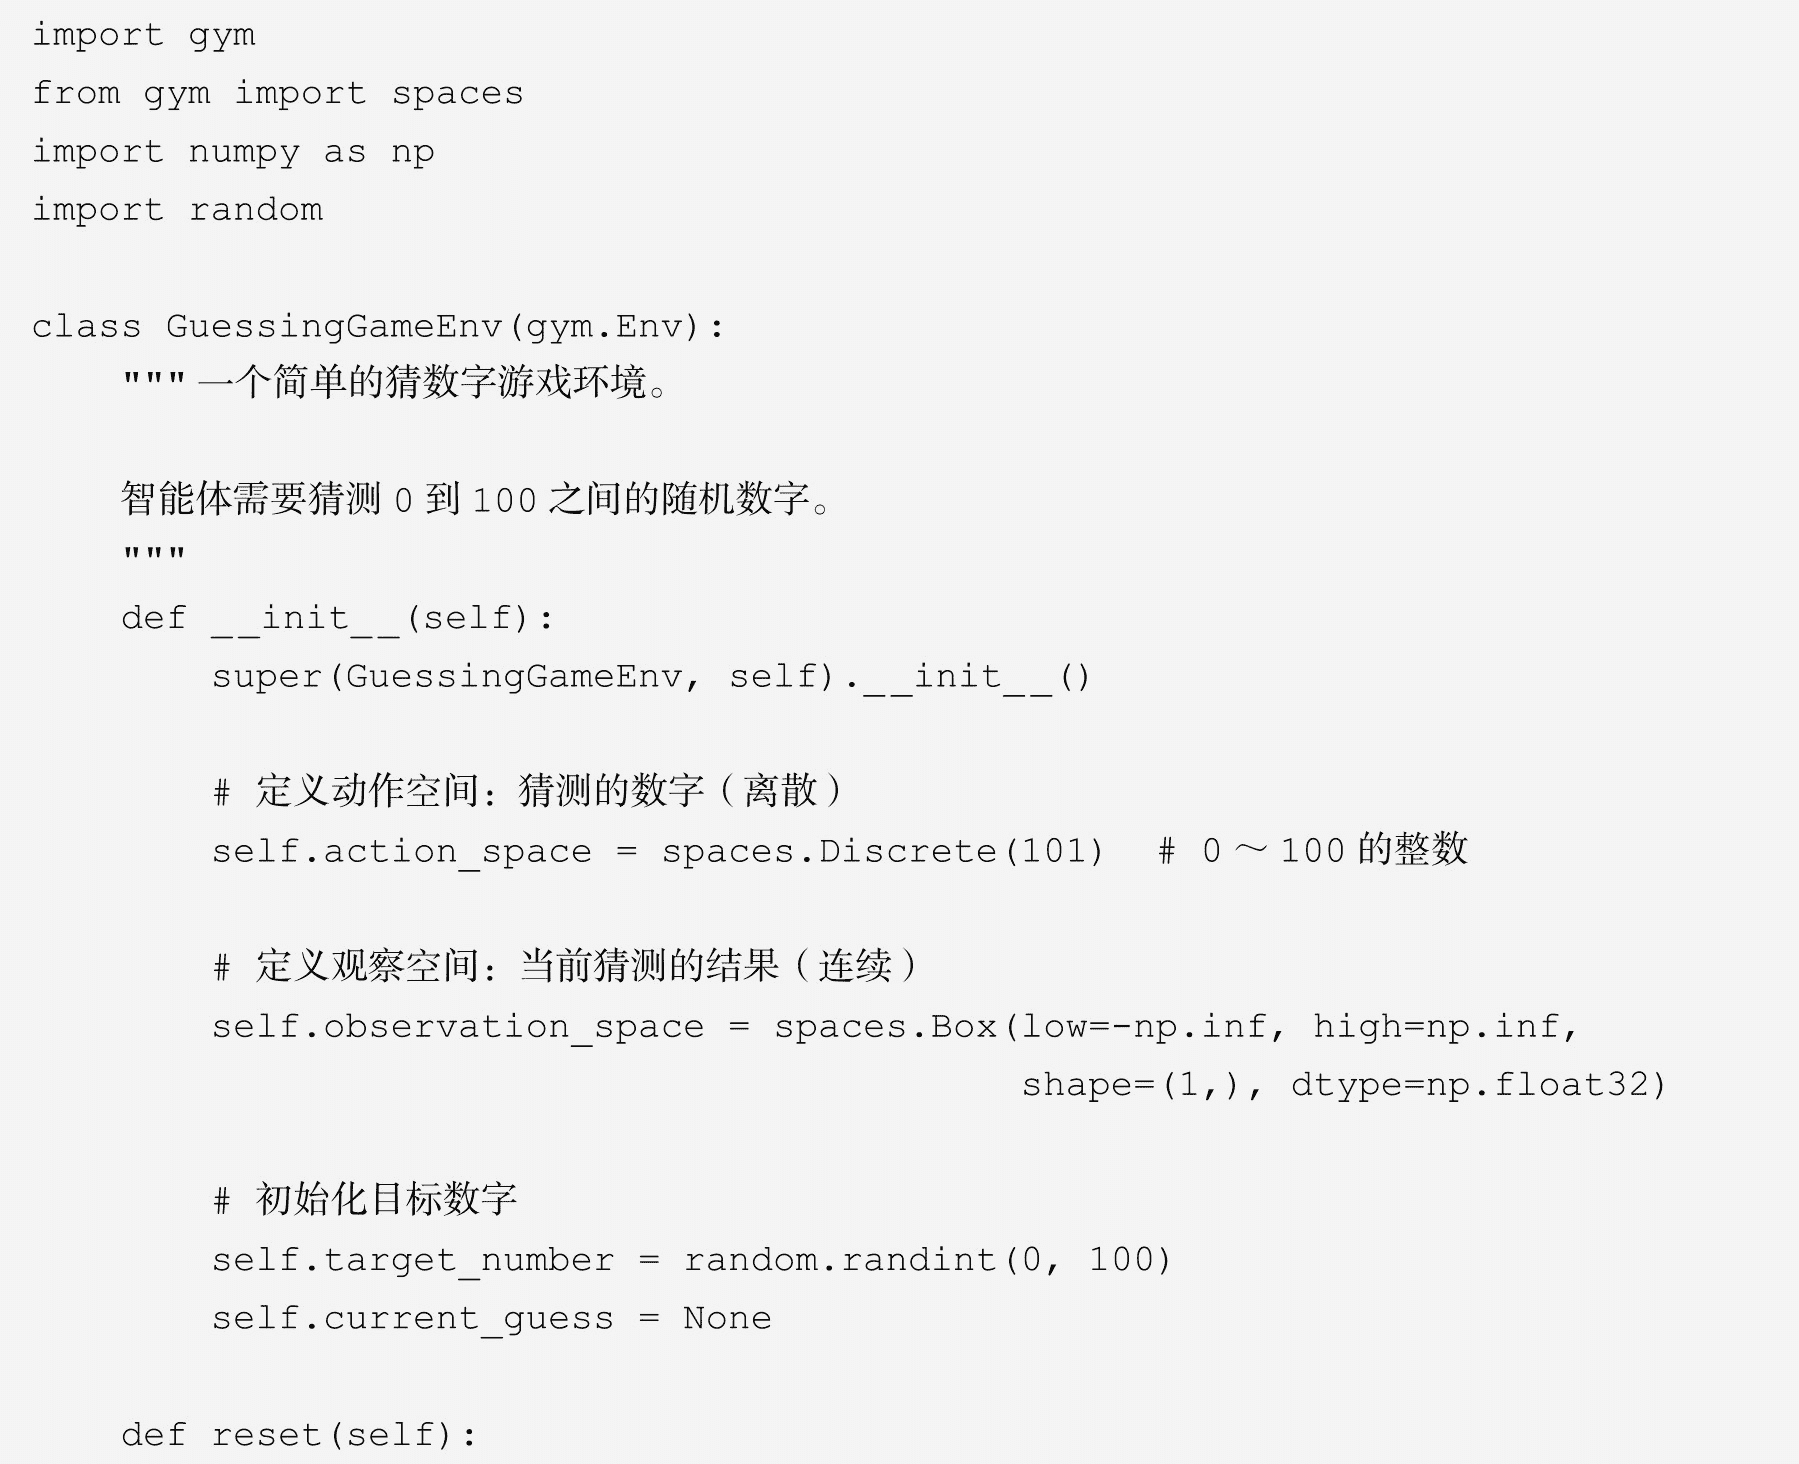 import gym
from gym import spaces
import numpy as np
import random
class GuessingGameEnv(gym.Env):
    """一个简单的猜数字游戏环境。
    智能体需要猜测 0 到 100 之间的随机数字。
    """
    def __init__(self):
        super(GuessingGameEnv, self).__init__()
        # 定义动作空间：猜测的数字（离散）
        self.action_space = spaces.Discrete(101)  # 0～100 的整数
        # 定义观察空间：当前猜测的结果（连续）
        self.observation_space = spaces.Box(low=-np.inf, high=np.inf,
                                            shape=(1,), dtype=np.float32)
        # 初始化目标数字
        self.target_number = random.randint(0, 100)
        self.current_guess = None
    def reset(self):